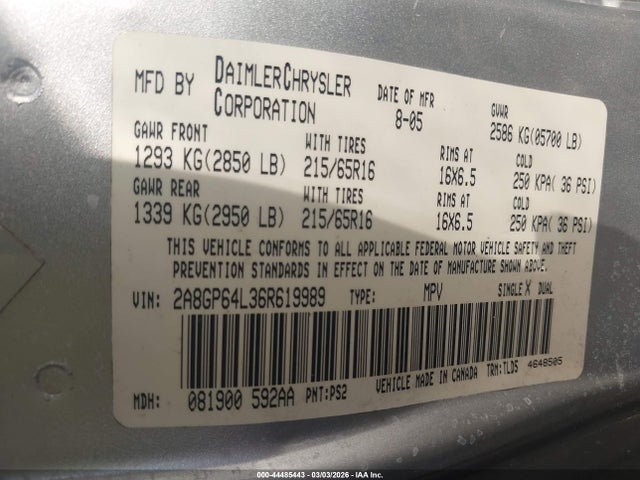 MFD BY DAIMLERCHRYSLER CORPORATION DATE OF MFR 8-05 GVWR 2586 KG(05700 LB)
GAWR FRONT WITH TIRES RIMS AT COLD
1293 KG(2850 LB) 215/65R16 16X6.5 250 KPA( 36 PSI)
GAWR REAR WITH TIRES RIMS AT COLD
1339 KG(2950 LB) 215/65R16 16X6.5 250 KPA( 36 PSI)
THIS VEHICLE CONFORMS TO ALL APPLICABLE FEDERAL MOTOR VEHICLE SAFETY AND THEFT
PREVENTION STANDARDS IN EFFECT ON THE DATE OF MANUFACTURE SHOWN ABOVE.
VIN: 2A8GP64L36R619989 TYPE: MPV SINGLE X DUAL
MDH: 081900 592AA PNT:PS2 VEHICLE MADE IN CANADA TRM:TLD5 4648505
000-44485443 - 03/03/2026 - IAA Inc.